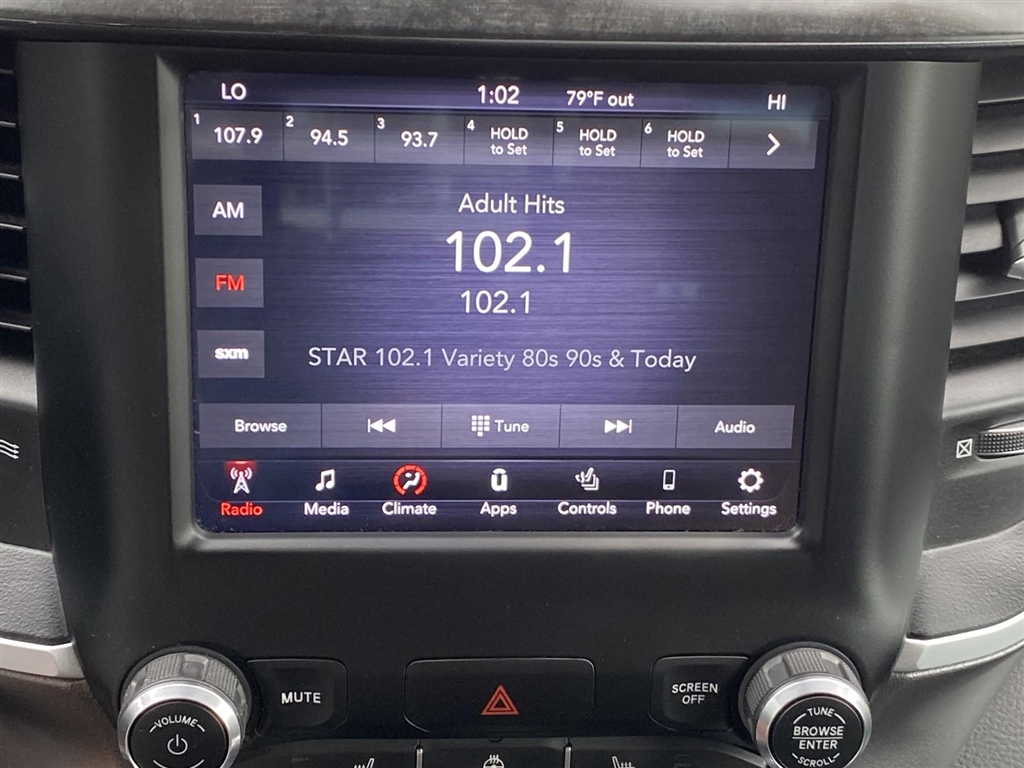 LO 1:02 79°F out HI
1 107.9 2 94.5 3 93.7 4 HOLD to Set 5 HOLD to Set 6 HOLD to Set
AM
Adult Hits
102.1
FM
102.1
sxm
STAR 102.1 Variety 80s 90s & Today
Browse Tune Audio
Radio Media Climate Apps Controls Phone Settings
MUTE
SCREEN
OFF
VOLUME
TUNE
BROWSE
ENTER
SCROLL